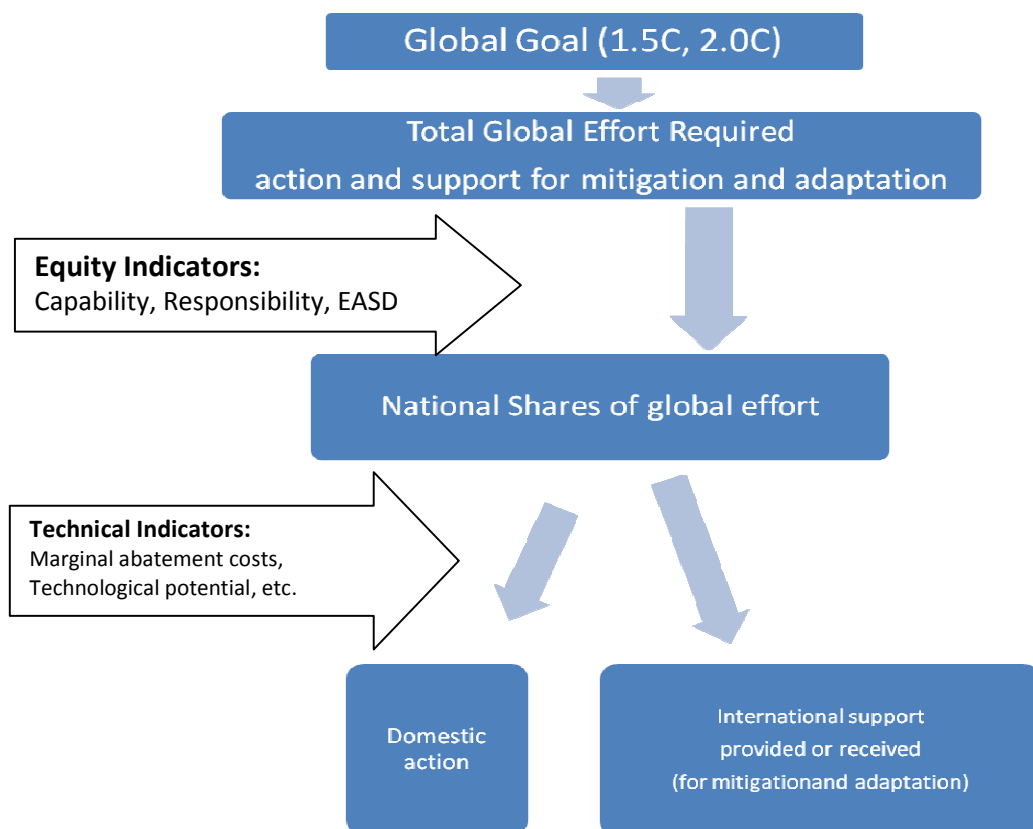 Global Goal (1.5C, 2.0C)
Total Global Effort Required
action and support for mitigation and adaptation
Equity Indicators:
Capability, Responsibility, EASD
National Shares of global effort
Technical Indicators:
Marginal abatement costs,
Technological potential, etc.
Domestic
action
International support
provided or received
(for mitigationand adaptation)